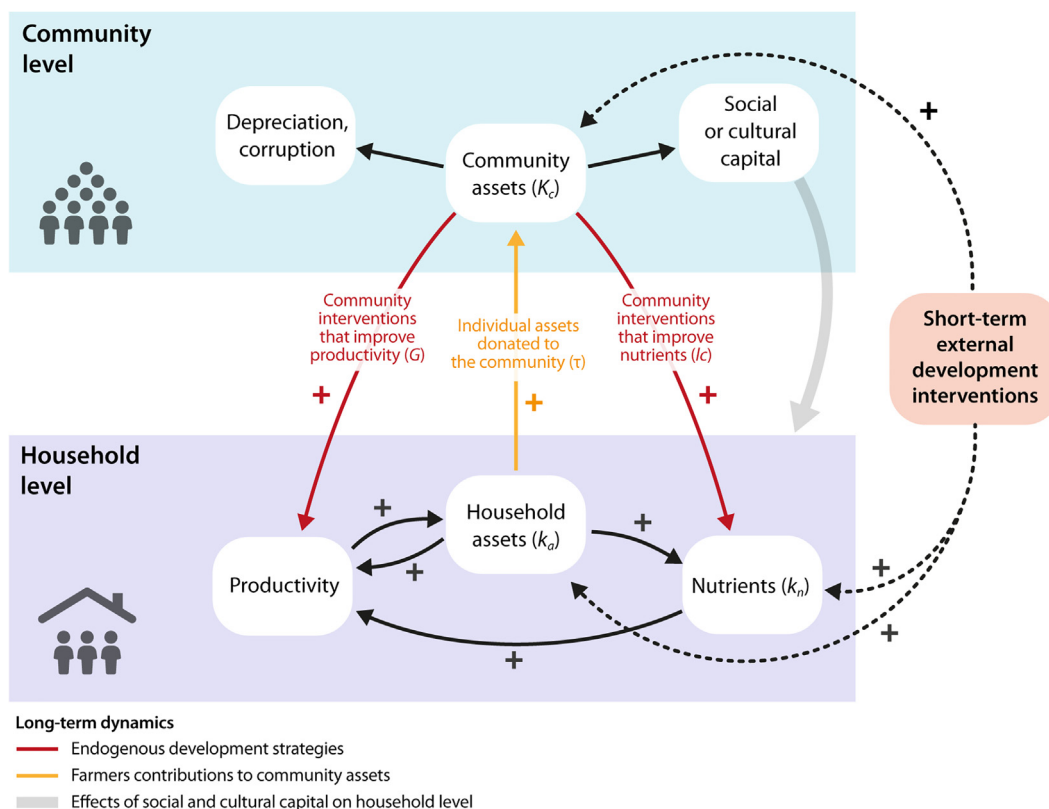 Community
level
Depreciation,
corruption
Community
assets (Kc)
Social
or cultural
capital
+
Community
interventions
that improve
productivity (G)
+
Individual assets
donated to
the community (τ)
+
Community
interventions
that improve
nutrients (Ic)
+
Short-term
external
development
interventions
Household
level
Productivity
+
+
Household
assets (ka)
+
Nutrients (kn)
+
+
+
Long-term dynamics
Endogenous development strategies
Farmers contributions to community assets
Effects of social and cultural capital on household level